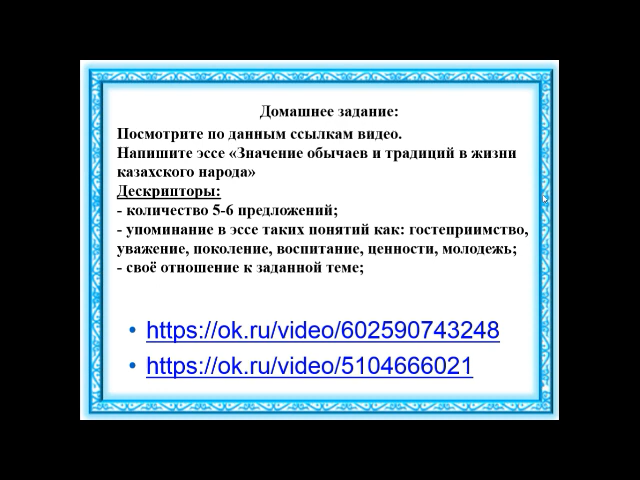 Домашнее задание:
Посмотрите по данным ссылкам видео.
Напишите эссе «Значение обычаев и традиций в жизни
казахского народа»
Дескрипторы:
- количество 5-6 предложений;
- упоминание в эссе таких понятий как: гостеприимство,
уважение, поколение, воспитание, ценности, молодежь;
- своё отношение к заданной теме;
• https://ok.ru/video/602590743248
• https://ok.ru/video/5104666021